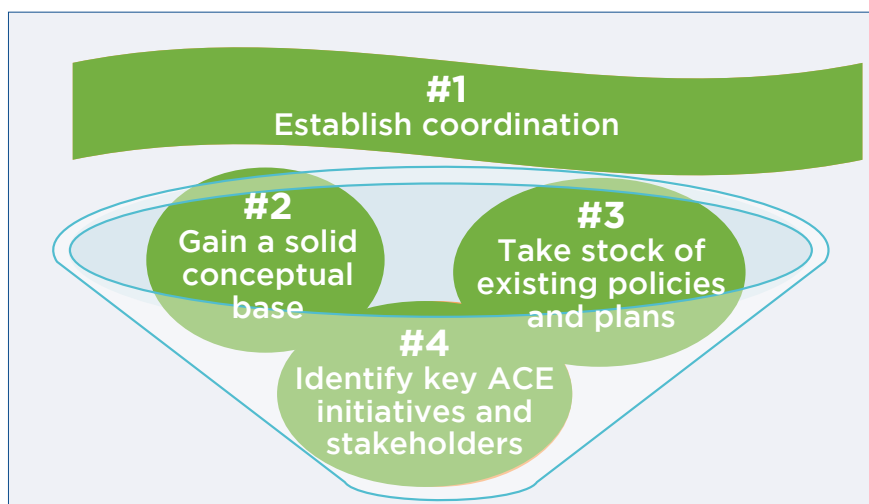 #1
Establish coordination
#2
Gain a solid
conceptual
base
#3
Take stock of
existing policies
and plans
#4
Identify key ACE
initiatives and
stakeholders